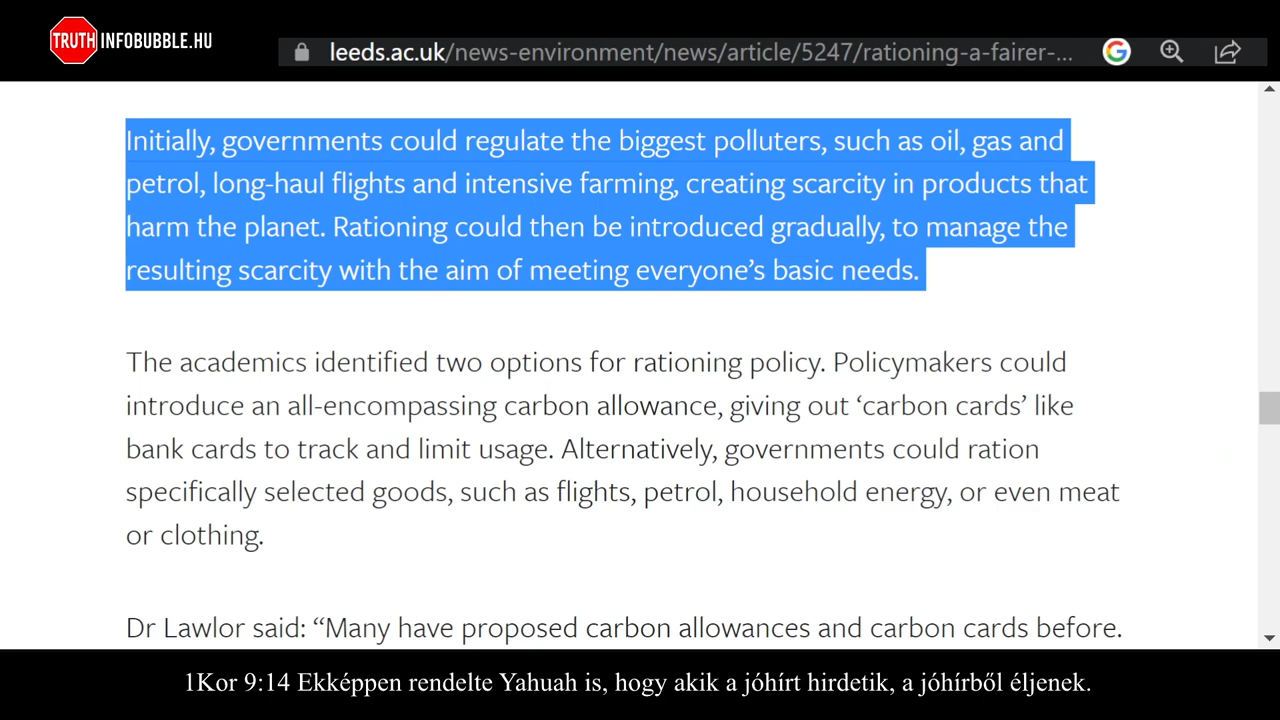 TRUTH INFOBUBBLE.HU
leeds.ac.uk/news-environment/news/article/5247/rationing-a-fairer-...
Initially, governments could regulate the biggest polluters, such as oil, gas and
petrol, long-haul flights and intensive farming, creating scarcity in products that
harm the planet. Rationing could then be introduced gradually, to manage the
resulting scarcity with the aim of meeting everyone’s basic needs.
The academics identified two options for rationing policy. Policymakers could
introduce an all-encompassing carbon allowance, giving out ‘carbon cards’ like
bank cards to track and limit usage. Alternatively, governments could ration
specifically selected goods, such as flights, petrol, household energy, or even meat
or clothing.
Dr Lawlor said: “Many have proposed carbon allowances and carbon cards before.
1Kor 9:14 Ekképpen rendelte Yahuah is, hogy akik a jóhírt hirdetik, a jóhírből éljenek.